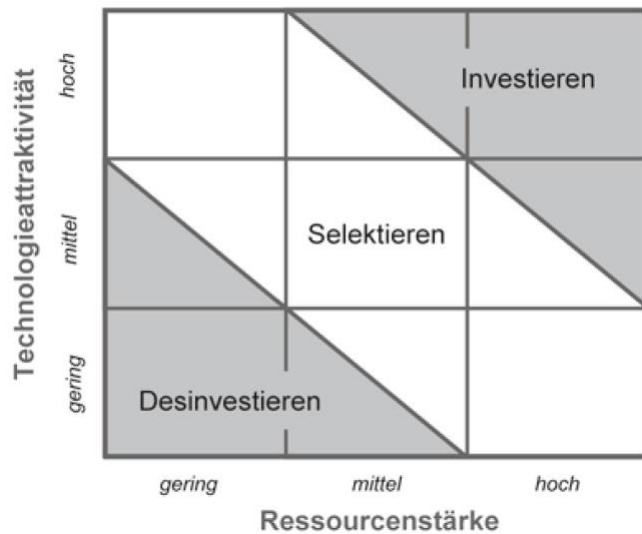 Technologieattraktivität
hoch
mittel
gering
Investieren
Selektieren
Desinvestieren
gering
mittel
hoch
Ressourcenstärke